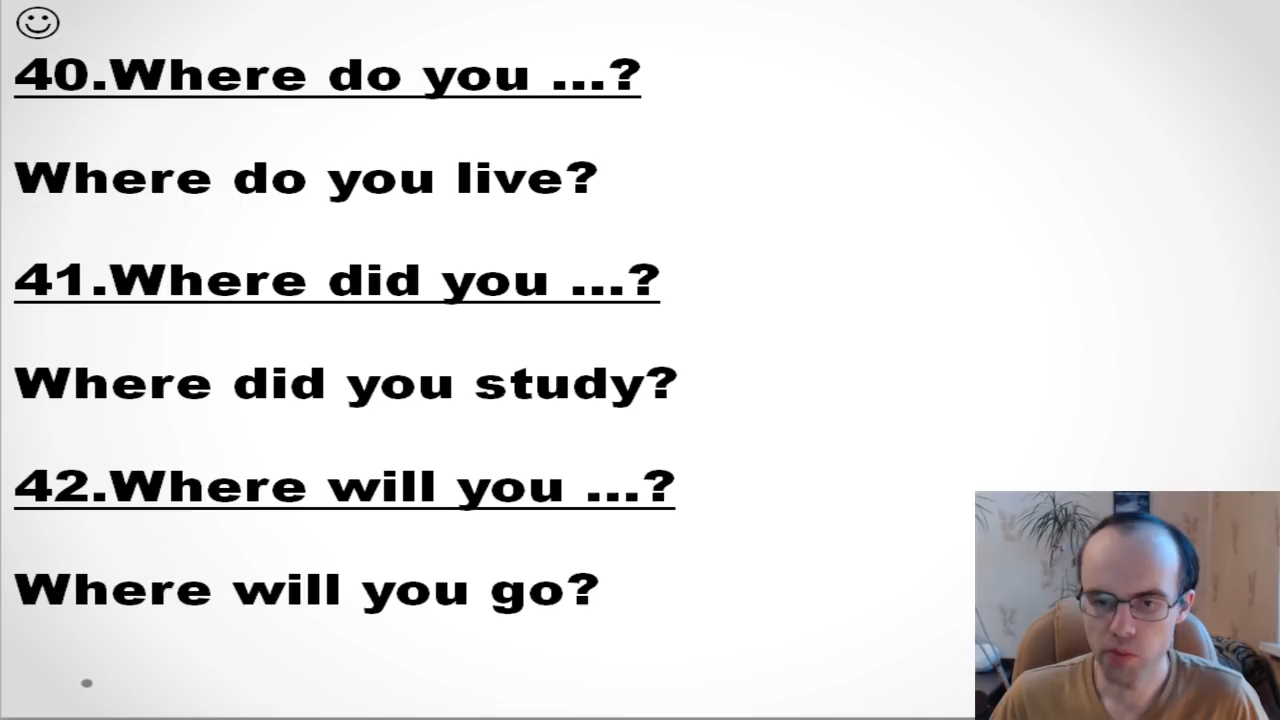 40.Where do you ...?
Where do you live?
41.Where did you ...?
Where did you study?
42.Where will you ...?
Where will you go?